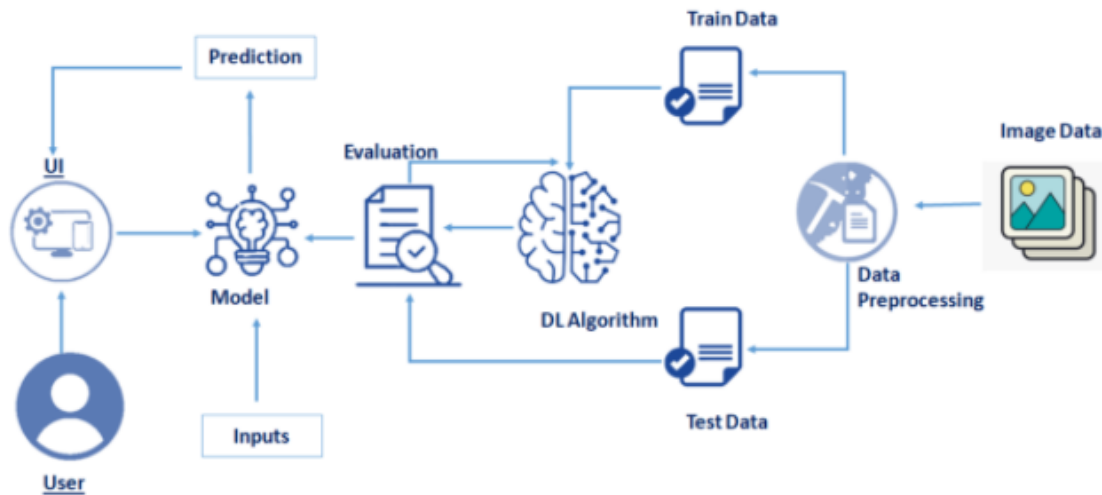 Train Data
Prediction
Image Data
Evaluation
UI
Data
Preprocessing
Model
DL Algorithm
Test Data
Inputs
User